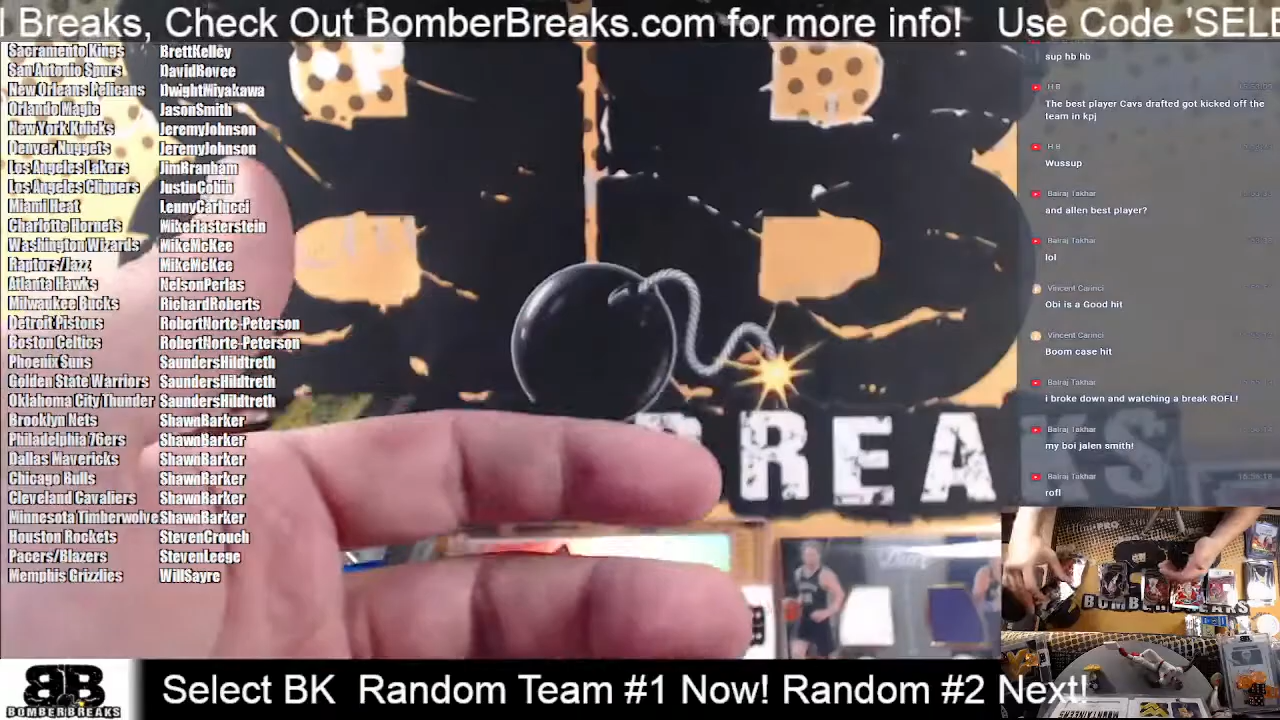 l Breaks, Check Out BomberBreaks.com for more info!   Use Code 'SELE
Sacramento Kings BrettKelley
San Antonio Spurs DavidBovee
New Orleans Pelicans DwightMiyakawa
Orlando Magic JasonSmith
New York Knicks JeremyJohnson
Denver Nuggets JeremyJohnson
Los Angeles Lakers JimBranham
Los Angeles Clippers
Miami Heat LennyCarlucci
Charlotte Hornets MikeFlasterstein
Washington Wizards MikeMcKee
Raptors/Jazz MikeMcKee
Atlanta Hawks NelsonPerlas
Milwaukee Bucks RichardRoberts
Detroit Pistons RobertNorte-Peterson
Boston Celtics RobertNorte-Peterson
Phoenix Suns SaundersHildtreth
Golden State Warriors SaundersHildtreth
Oklahoma City Thunder SaundersHildtreth
Brooklyn Nets ShawnBarker
Philadelphia 76ers ShawnBarker
Dallas Mavericks ShawnBarker
Chicago Bulls ShawnBarker
Cleveland Cavaliers ShawnBarker
Minnesota Timberwolve ShawnBarker
Houston Rockets StevenCrouch
Pacers/Blazers StevenLeege
Memphis Grizzlies WillSayre
BREAKS
sup hb hb
H B
The best player Cavs drafted got kicked off the
team in kpj
H B
Wussup
Balraj Takhar
and allen best player?
Balraj Takhar
lol
Vincent Carinci
Obi is a Good hit
Vincent Carinci
Boom case hit
Balraj Takhar
i broke down and watching a break ROFL!
Balraj Takhar
my boi jalen smith!
Balraj Takhar
rofl
BOMBERBREAKS
MOUNTAINEERS
BB
BOMBERBREAKS
Select BK  Random Team #1 Now! Random #2 Next!